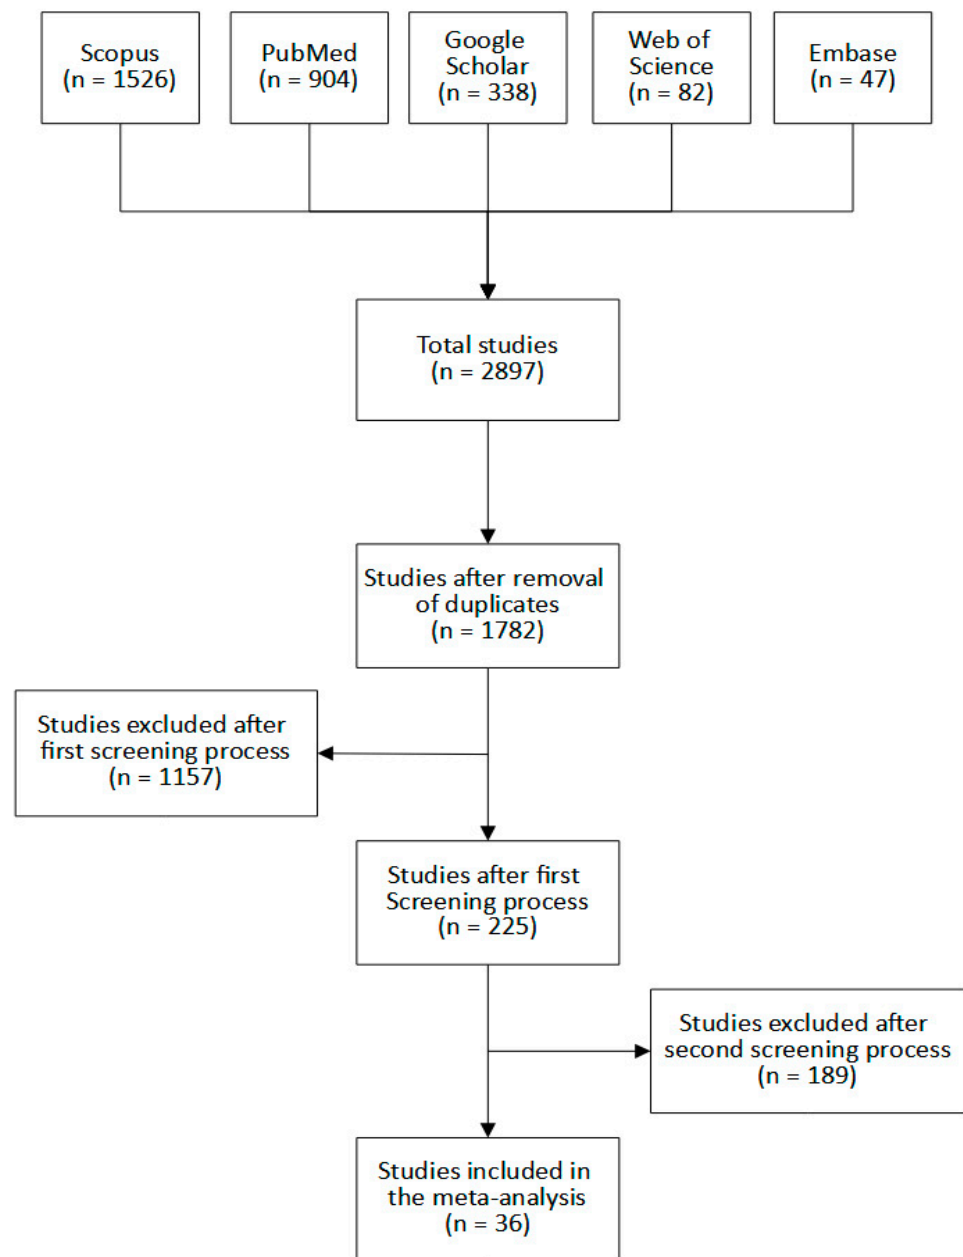 Scopus
(n = 1526)
PubMed
(n = 904)
Google
Scholar
(n = 338)
Web of
Science
(n = 82)
Embase
(n = 47)
Total studies
(n = 2897)
Studies after removal
of duplicates
(n = 1782)
Studies excluded after
first screening process
(n = 1157)
Studies after first
Screening process
(n = 225)
Studies excluded after
second screening process
(n = 189)
Studies included in
the meta-analysis
(n = 36)